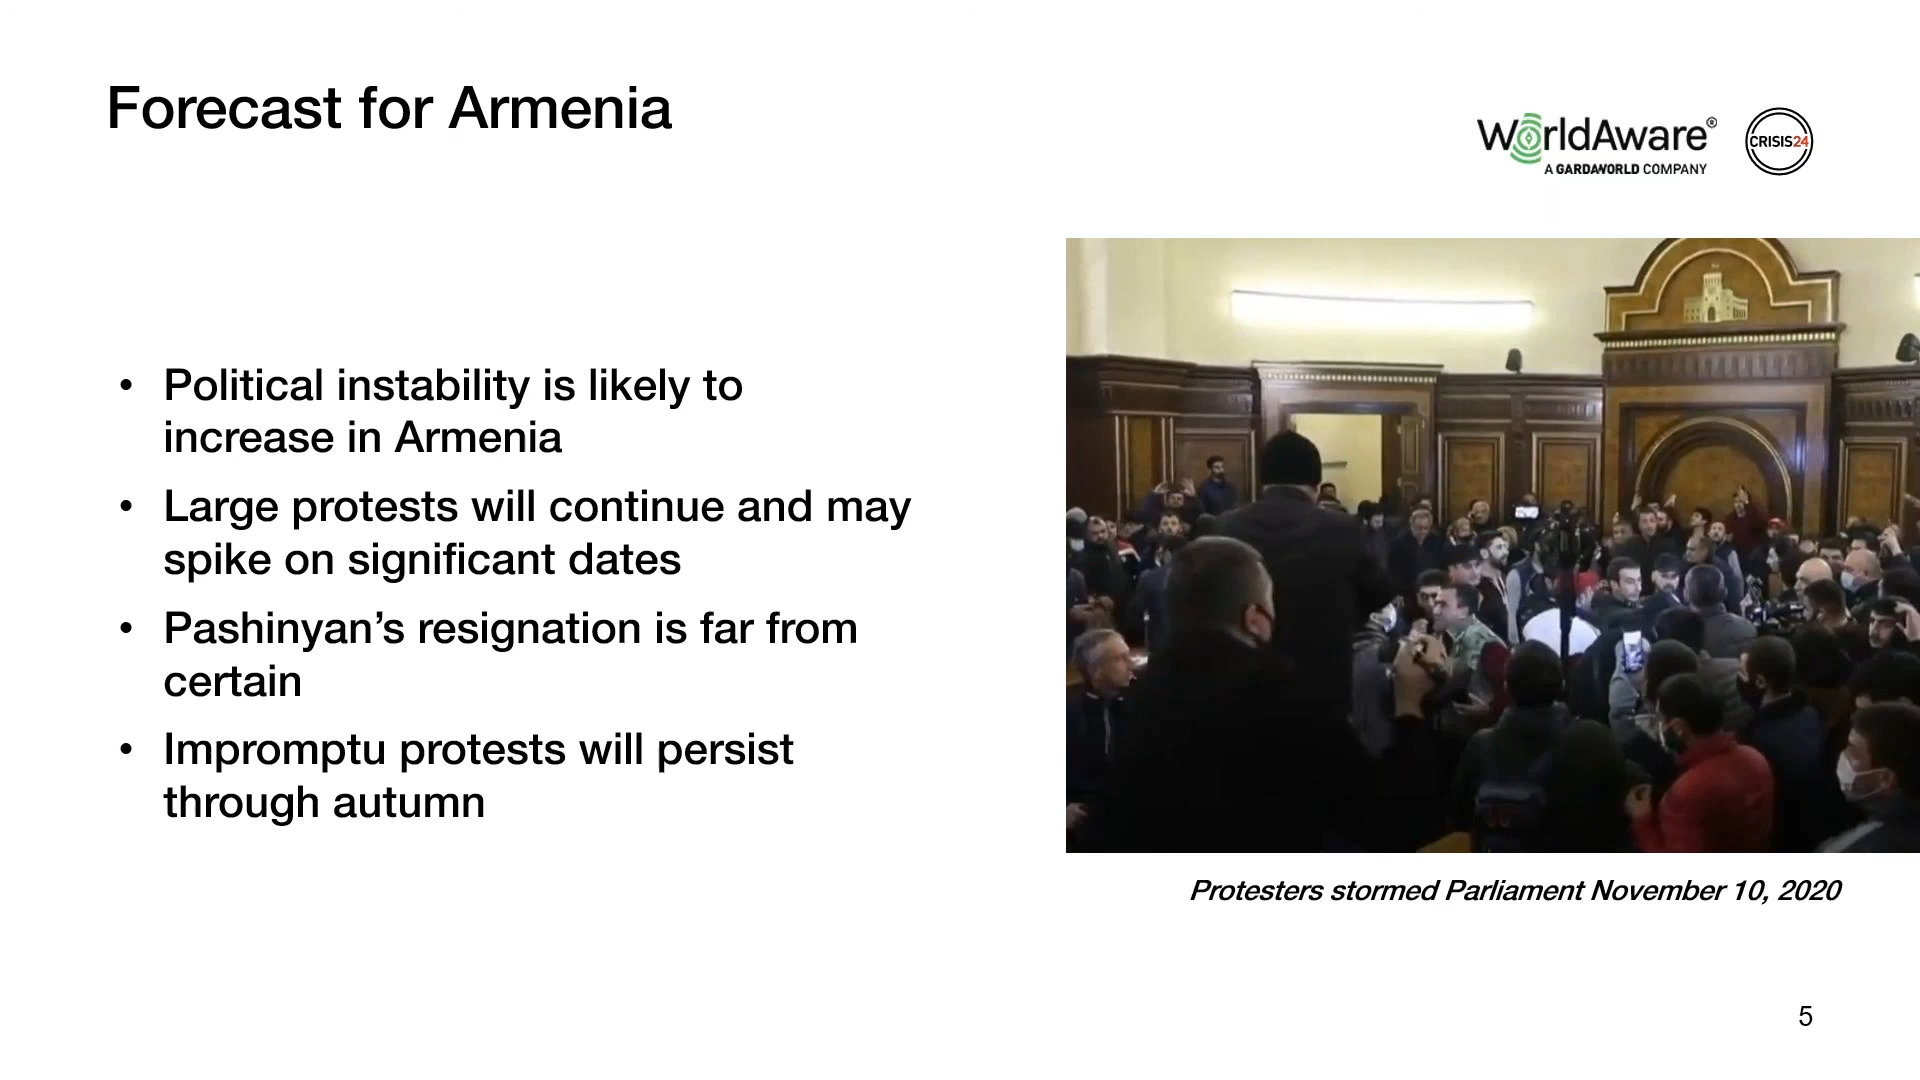 Forecast for Armenia
WorldAware®
A GARDAWORLD COMPANY
CRISIS24
• Political instability is likely to
increase in Armenia
• Large protests will continue and may
spike on significant dates
• Pashinyan’s resignation is far from
certain
• Impromptu protests will persist
through autumn
Protesters stormed Parliament November 10, 2020
5